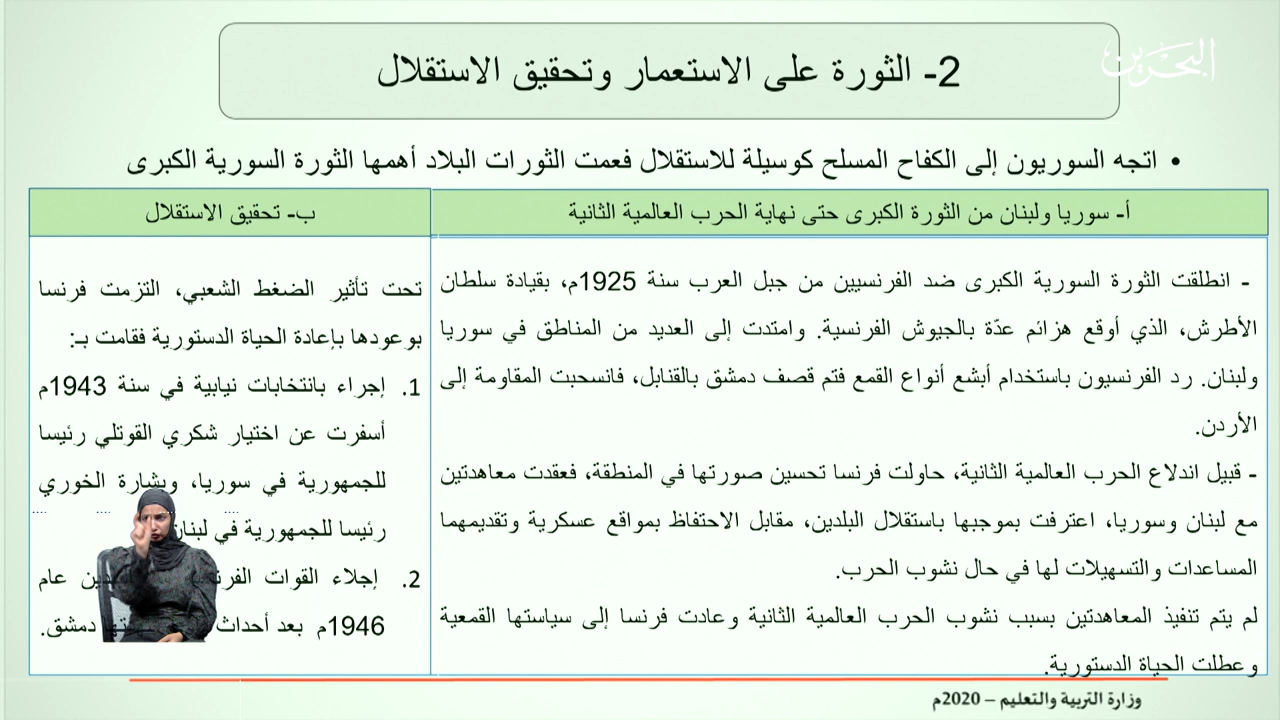 البحرين
2- الثورة على الاستعمار وتحقيق الاستقلال
• اتجه السوريون إلى الكفاح المسلح كوسيلة للاستقلال فعمت الثورات البلاد أهمها الثورة السورية الكبرى
أ- سوريا ولبنان من الثورة الكبرى حتى نهاية الحرب العالمية الثانية
- انطلقت الثورة السورية الكبرى ضد الفرنسيين من جبل العرب سنة 1925م، بقيادة سلطان
الأطرش، الذي أوقع هزائم عدّة بالجيوش الفرنسية. وامتدت إلى العديد من المناطق في سوريا
ولبنان. رد الفرنسيون باستخدام أبشع أنواع القمع فتم قصف دمشق بالقنابل، فانسحبت المقاومة إلى
الأردن.
- قبيل اندلاع الحرب العالمية الثانية، حاولت فرنسا تحسين صورتها في المنطقة، فعقدت معاهدتين
مع لبنان وسوريا، اعترفت بموجبها باستقلال البلدين، مقابل الاحتفاظ بمواقع عسكرية وتقديمهما
المساعدات والتسهيلات لها في حال نشوب الحرب.
لم يتم تنفيذ المعاهدتين بسبب نشوب الحرب العالمية الثانية وعادت فرنسا إلى سياستها القمعية
وعطلت الحياة الدستورية.
ب- تحقيق الاستقلال
تحت تأثير الضغط الشعبي، التزمت فرنسا
بوعودها بإعادة الحياة الدستورية فقامت بـ:
1. إجراء بانتخابات نيابية في سنة 1943م
أسفرت عن اختيار شكري القوتلي رئيسا
للجمهورية في سوريا، وبشارة الخوري
رئيسا للجمهورية في لبنان
2. إجلاء القوات الفرنسية البلدين عام
1946م بعد أحداث دمشق.
وزارة التربية والتعليم – 2020م